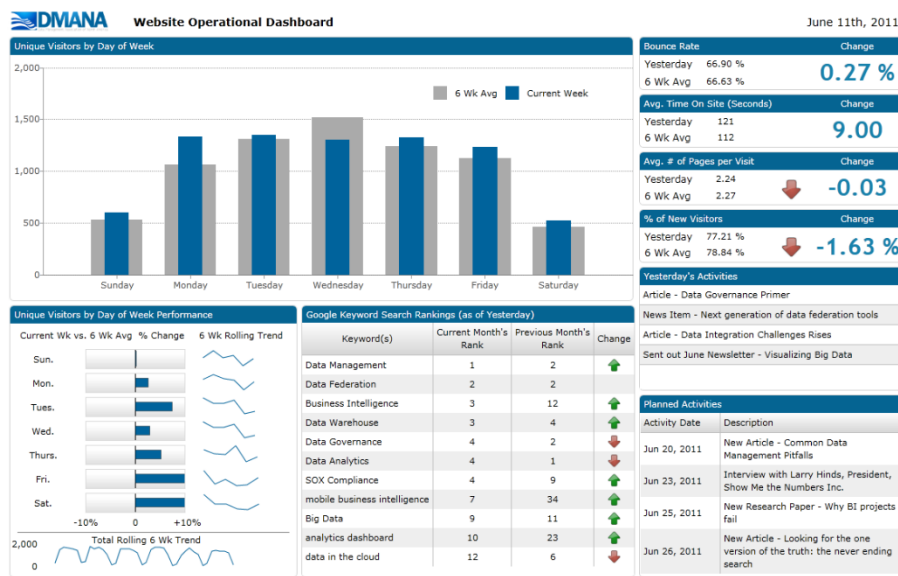 DMANA
Website Operational Dashboard
June 11th, 2011
Unique Visitors by Day of Week
2,000
1,500
1,000
500
0
6 Wk Avg
Current Week
Sunday
Monday
Tuesday
Wednesday
Thursday
Friday
Saturday
Bounce Rate Change
Yesterday 66.90 %
6 Wk Avg 66.63 %
0.27 %
Avg. Time On Site (Seconds) Change
Yesterday 121
6 Wk Avg 112
9.00
Avg. # of Pages per Visit Change
Yesterday 2.24
6 Wk Avg 2.27
-0.03
% of New Visitors Change
Yesterday 77.21 %
6 Wk Avg 78.84 %
-1.63 %
Yesterday's Activities
Article - Data Governance Primer
News Item - Next generation of data federation tools
Article - Data Integration Challenges Rises
Sent out June Newsletter - Visualizing Big Data
Unique Visitors by Day of Week Performance
Current Wk vs. 6 Wk Avg % Change 6 Wk Rolling Trend
Sun.
Mon.
Tues.
Wed.
Thurs.
Fri.
Sat.
-10% 0 +10%
Total Rolling 6 Wk Trend
2,000
0
Google Keyword Search Rankings (as of Yesterday)
Keyword(s) Current Month's Rank Previous Month's Rank Change
Data Management 1 2
Data Federation 2 2
Business Intelligence 3 12
Data Warehouse 3 4
Data Governance 4 2
Data Analytics 4 1
SOX Compliance 4 9
mobile business intelligence 7 34
Big Data 9 11
analytics dashboard 10 23
data in the cloud 12 6
Planned Activities
Activity Date Description
Jun 20, 2011 New Article - Common Data
Management Pitfalls
Jun 23, 2011 Interview with Larry Hinds, President,
Show Me the Numbers Inc.
Jun 25, 2011 New Research Paper - Why BI projects
fail
Jun 26, 2011 New Article - Looking for the one
version of the truth: the never ending
search